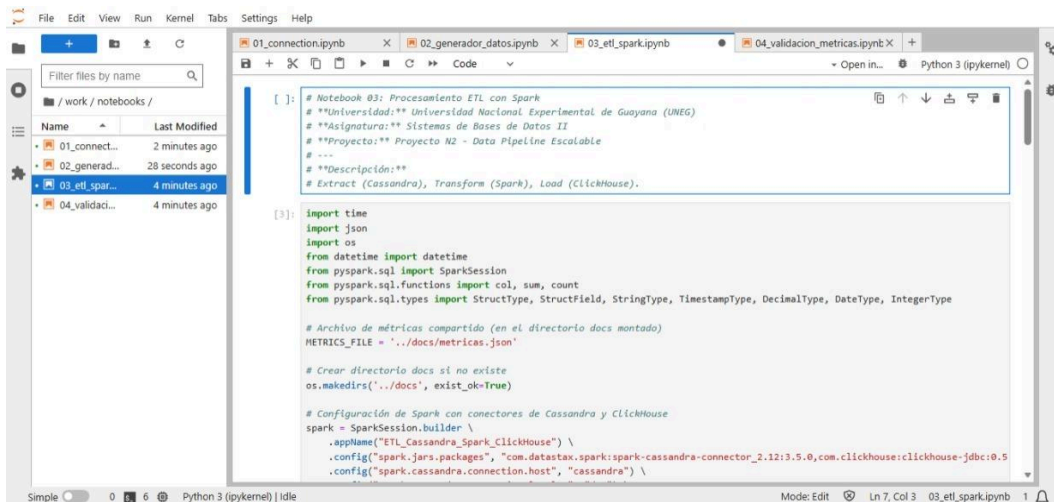 File Edit View Run Kernel Tabs Settings Help
Filter files by name
/ work / notebooks /
Name Last Modified
01_connect... 2 minutes ago
02_generad... 28 seconds ago
03_etl_spar... 4 minutes ago
04_validaci... 4 minutes ago
01_connection.ipynb
02_generador_datos.ipynb
03_etl_spark.ipynb
04_validacion_metricas.ipynb
Code
Open in...
Python 3 (ipykernel)
[ ]:
# Notebook 03: Procesamiento ETL con Spark
# **Universidad:** Universidad Nacional Experimental de Guayana (UNEG)
# **Asignatura:** Sistemas de Bases de Datos II
# **Proyecto:** Proyecto N2 - Data Pipeline Escalable
# ---
# **Descripción:**
# Extract (Cassandra), Transform (Spark), Load (ClickHouse).
[3]:
import time
import json
import os
from datetime import datetime
from pyspark.sql import SparkSession
from pyspark.sql.functions import col, sum, count
from pyspark.sql.types import StructType, StructField, StringType, TimestampType, DecimalType, DateType, IntegerType
# Archivo de métricas compartido (en el directorio docs montado)
METRICS_FILE = '../docs/metricas.json'
# Crear directorio docs si no existe
os.makedirs('../docs', exist_ok=True)
# Configuración de Spark con conectores de Cassandra y ClickHouse
spark = SparkSession.builder \
.appName("ETL_Cassandra_Spark_ClickHouse") \
.config("spark.jars.packages", "com.datastax.spark:spark-cassandra-connector_2.12:3.5.0,com.clickhouse:clickhouse-jdbc:0.5
.config("spark.cassandra.connection.host", "cassandra") \
Simple 0 6 Python 3 (ipykernel) | Idle
Mode: Edit Ln 7, Col 3 03_etl_spark.ipynb 1